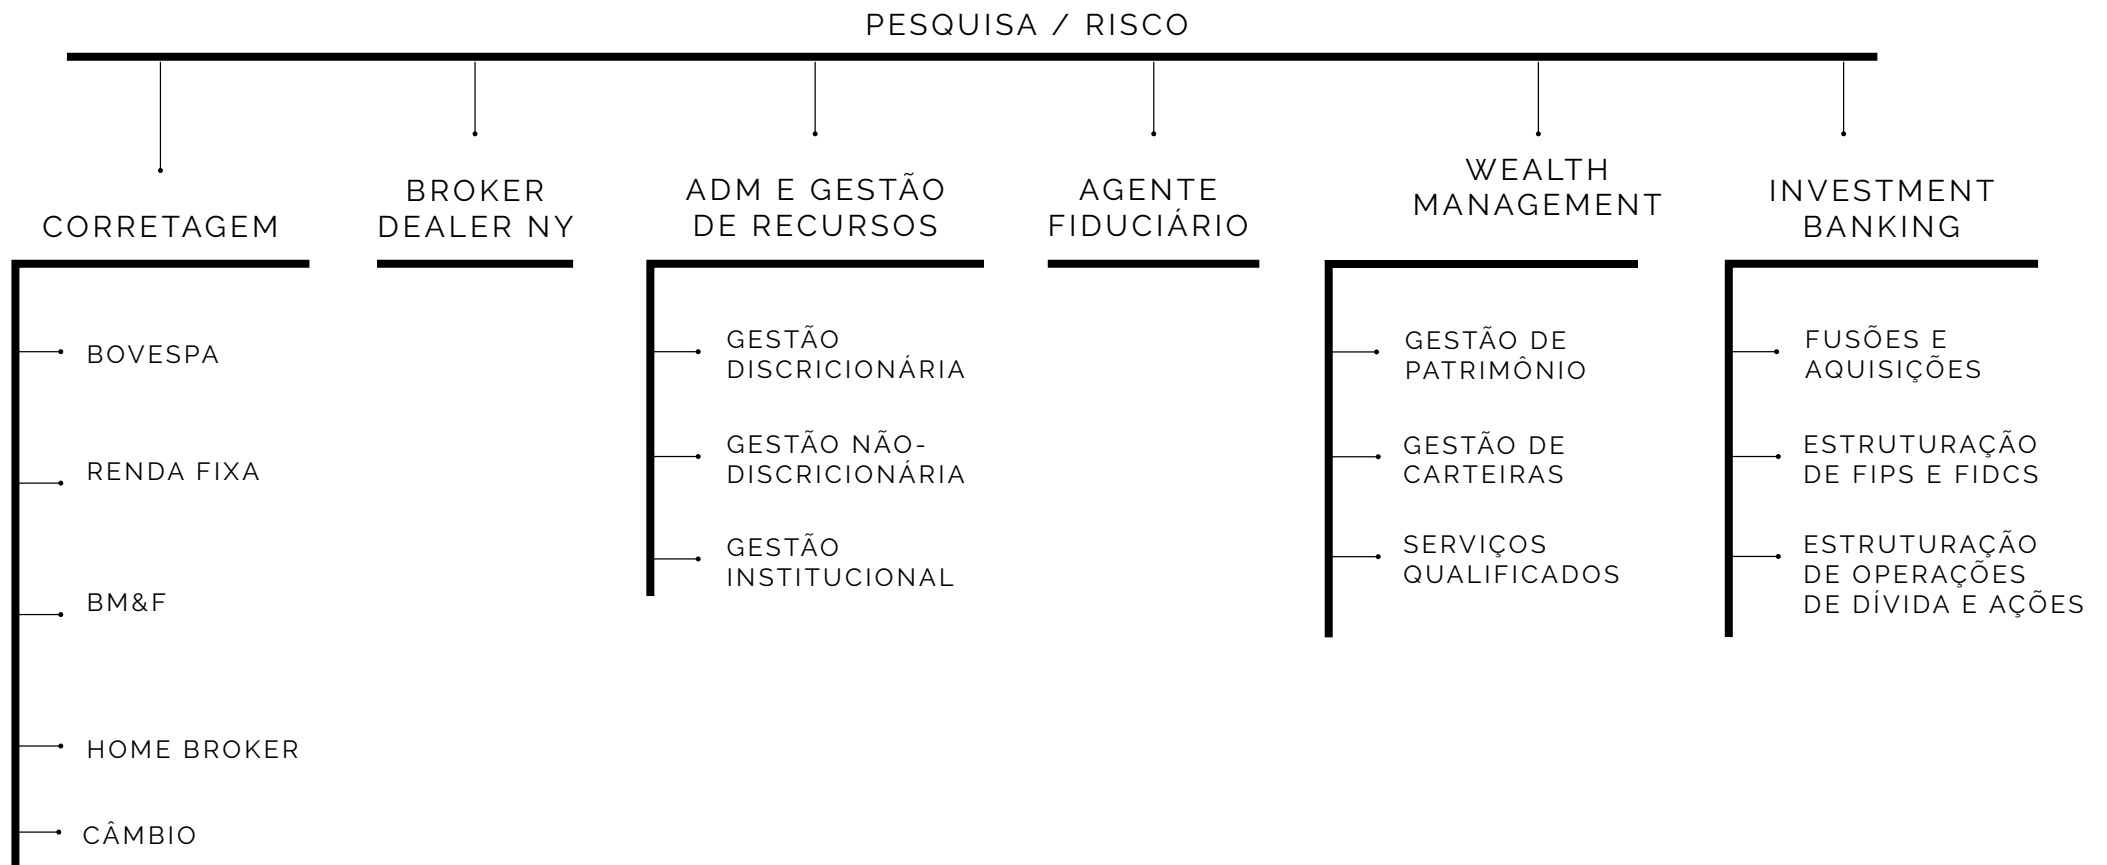 PESQUISA / RISCO
CORRETAGEM
BOVESPA
RENDA FIXA
BM&F
HOME BROKER
CÂMBIO
BROKER
DEALER NY
ADM E GESTÃO
DE RECURSOS
GESTÃO
DISCRICIONÁRIA
GESTÃO NÃO-
DISCRICIONÁRIA
GESTÃO
INSTITUCIONAL
AGENTE
FIDUCIÁRIO
WEALTH
MANAGEMENT
GESTÃO DE
PATRIMÔNIO
GESTÃO DE
CARTEIRAS
SERVIÇOS
QUALIFICADOS
INVESTMENT
BANKING
FUSÕES E
AQUISIÇÕES
ESTRUTURAÇÃO
DE FIPS E FIDCS
ESTRUTURAÇÃO
DE OPERAÇÕES
DE DÍVIDA E AÇÕES